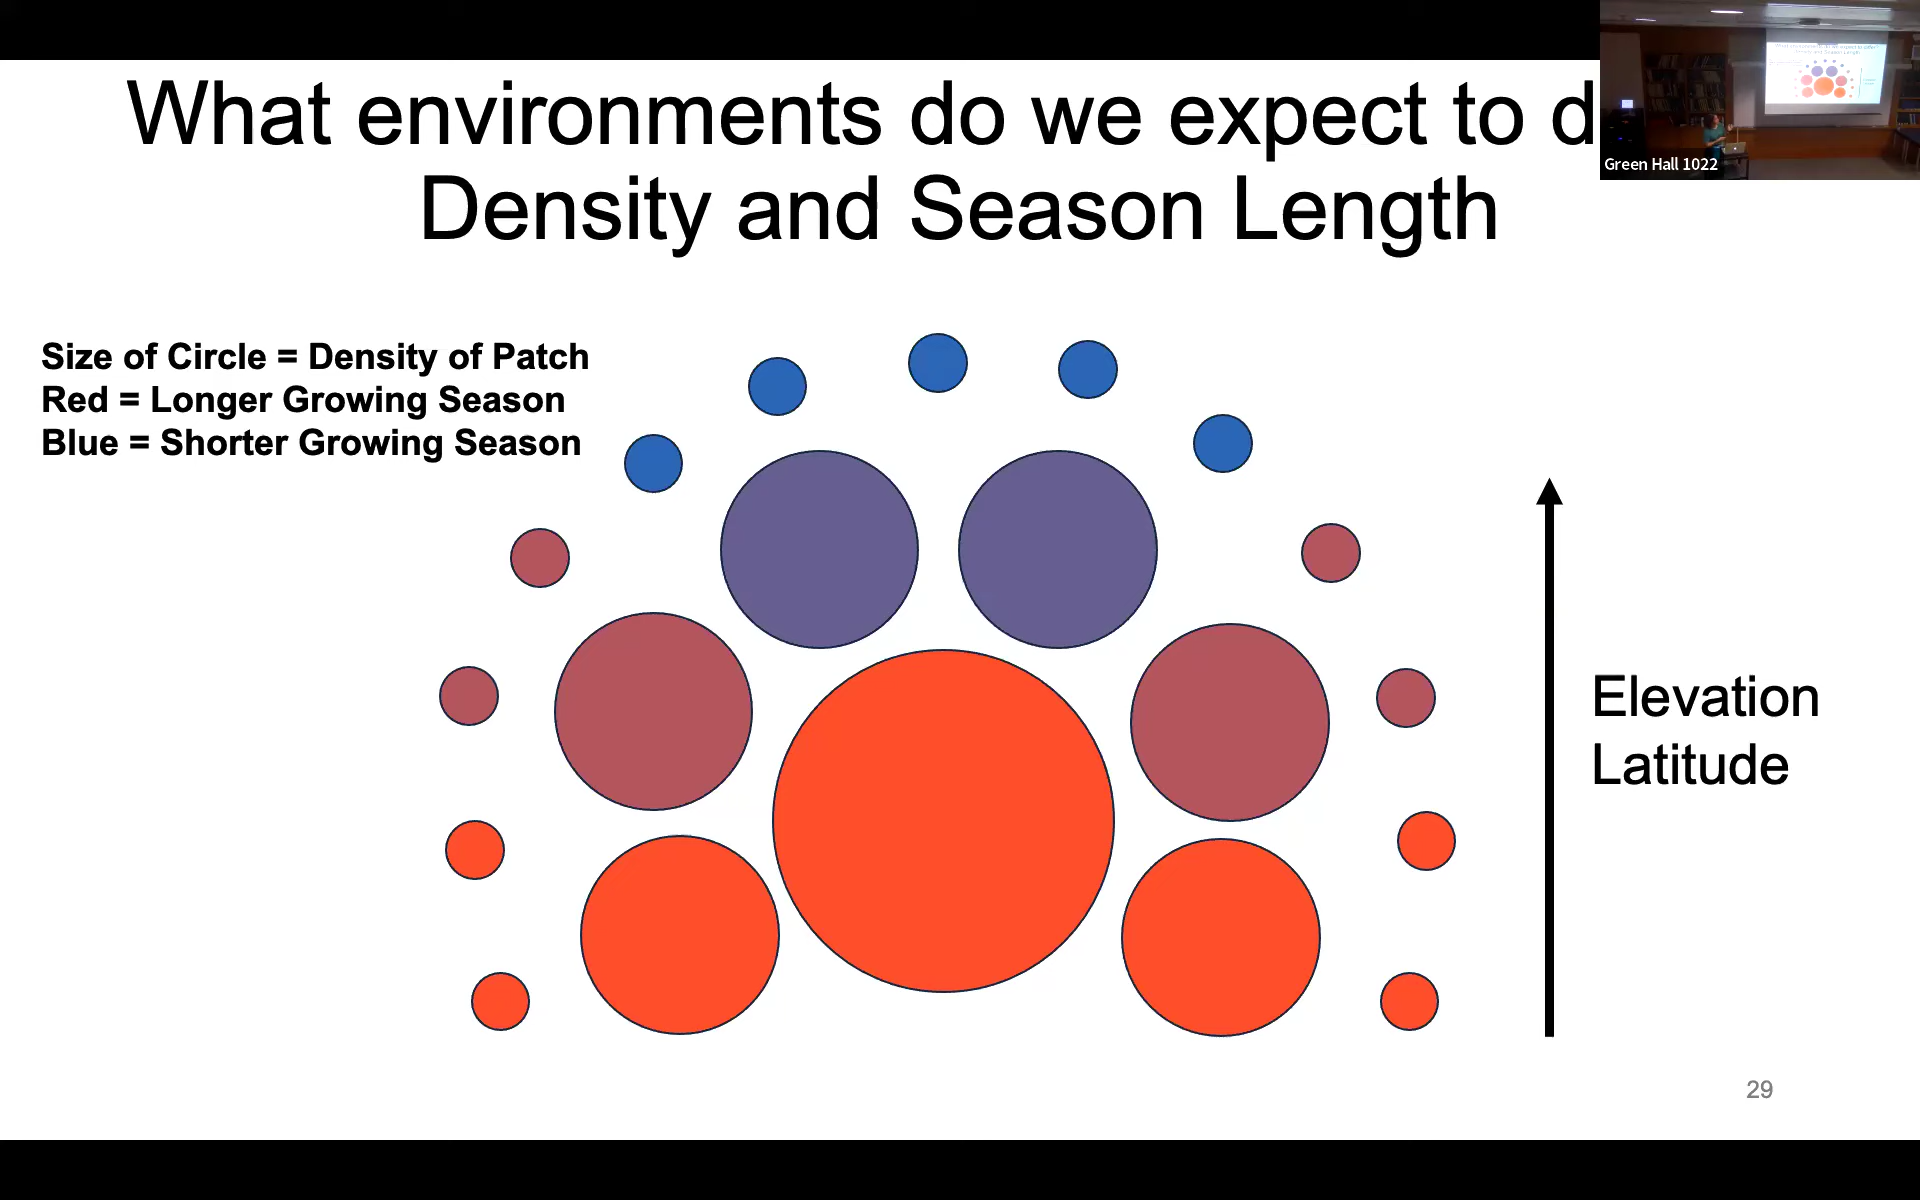 What environments do we expect to d
Density and Season Length
Green Hall 1022
Size of Circle = Density of Patch
Red = Longer Growing Season
Blue = Shorter Growing Season
Elevation
Latitude
29